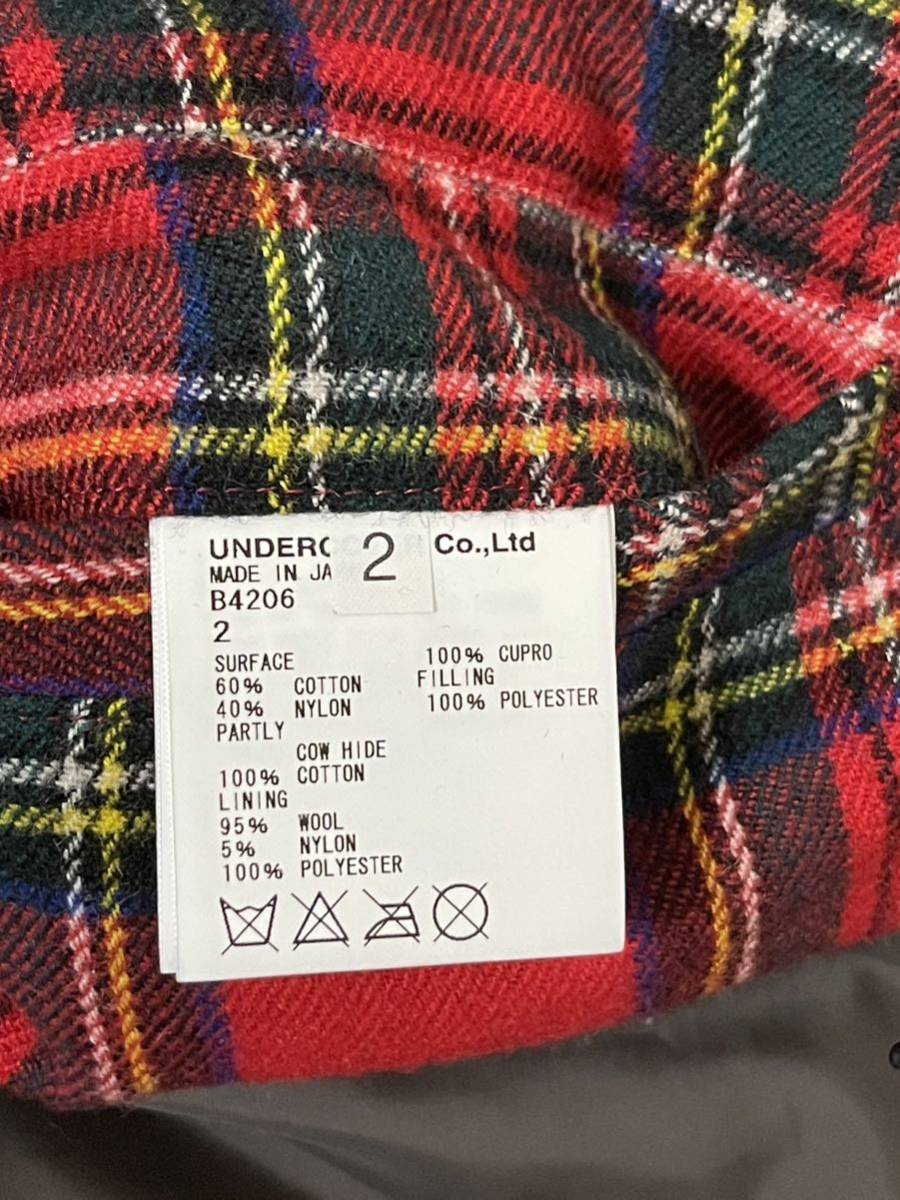 UNDERC Co.,Ltd
2
MADE IN JA
B4206
2
SURFACE
60% COTTON
40% NYLON
PARTLY
COW HIDE
100% COTTON
LINING
95% WOOL
5% NYLON
100% POLYESTER
100% CUPRO
FILLING
100% POLYESTER